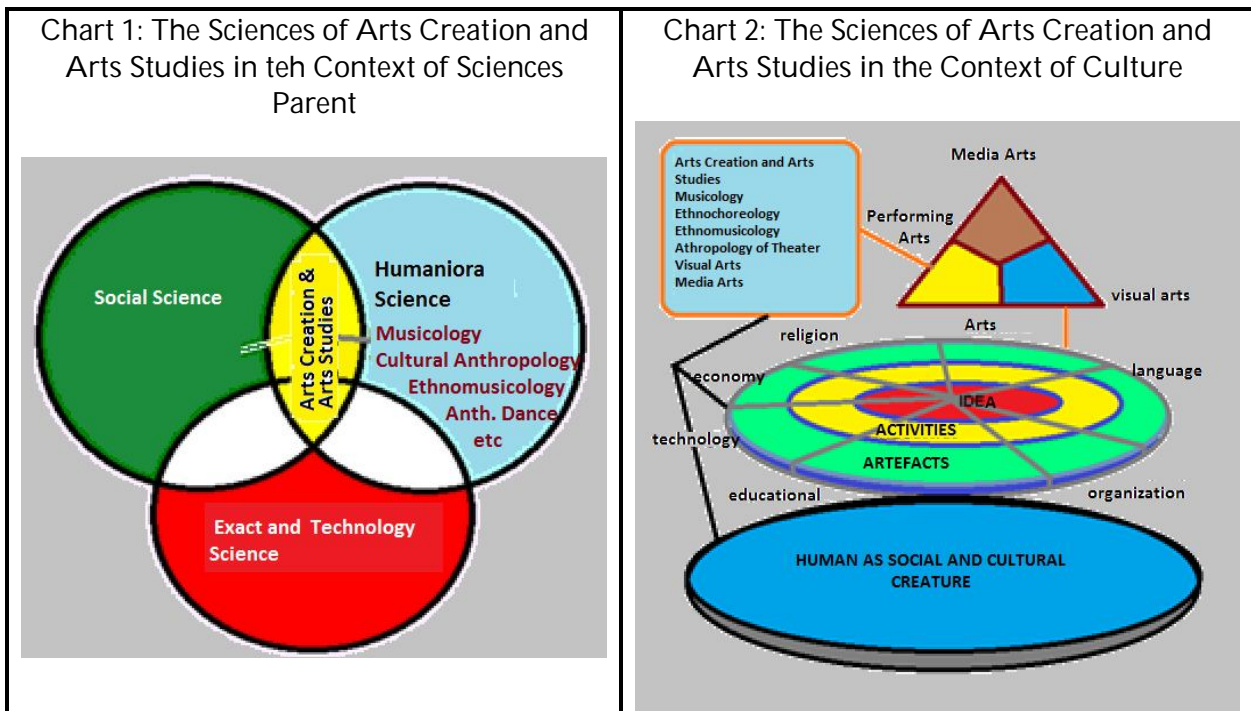 Chart 1: The Sciences of Arts Creation and
Arts Studies in teh Context of Sciences
Parent
Social Science
Arts Creation &
Arts Studies
Humaniora
Science
Musicology
Cultural Anthropology
Ethnomusicology
Anth. Dance
etc
Exact and Technology
Science
Chart 2: The Sciences of Arts Creation and
Arts Studies in the Context of Culture
Arts Creation and Arts
Studies
Musicology
Ethnochoreology
Ethnomusicology
Athropology of Theater
Visual Arts
Media Arts
Media Arts
Performing
Arts
visual arts
Arts
religion
economy
language
technology
IDEA
ACTIVITIES
ARTEFACTS
educational
organization
HUMAN AS SOCIAL AND CULTURAL
CREATURE